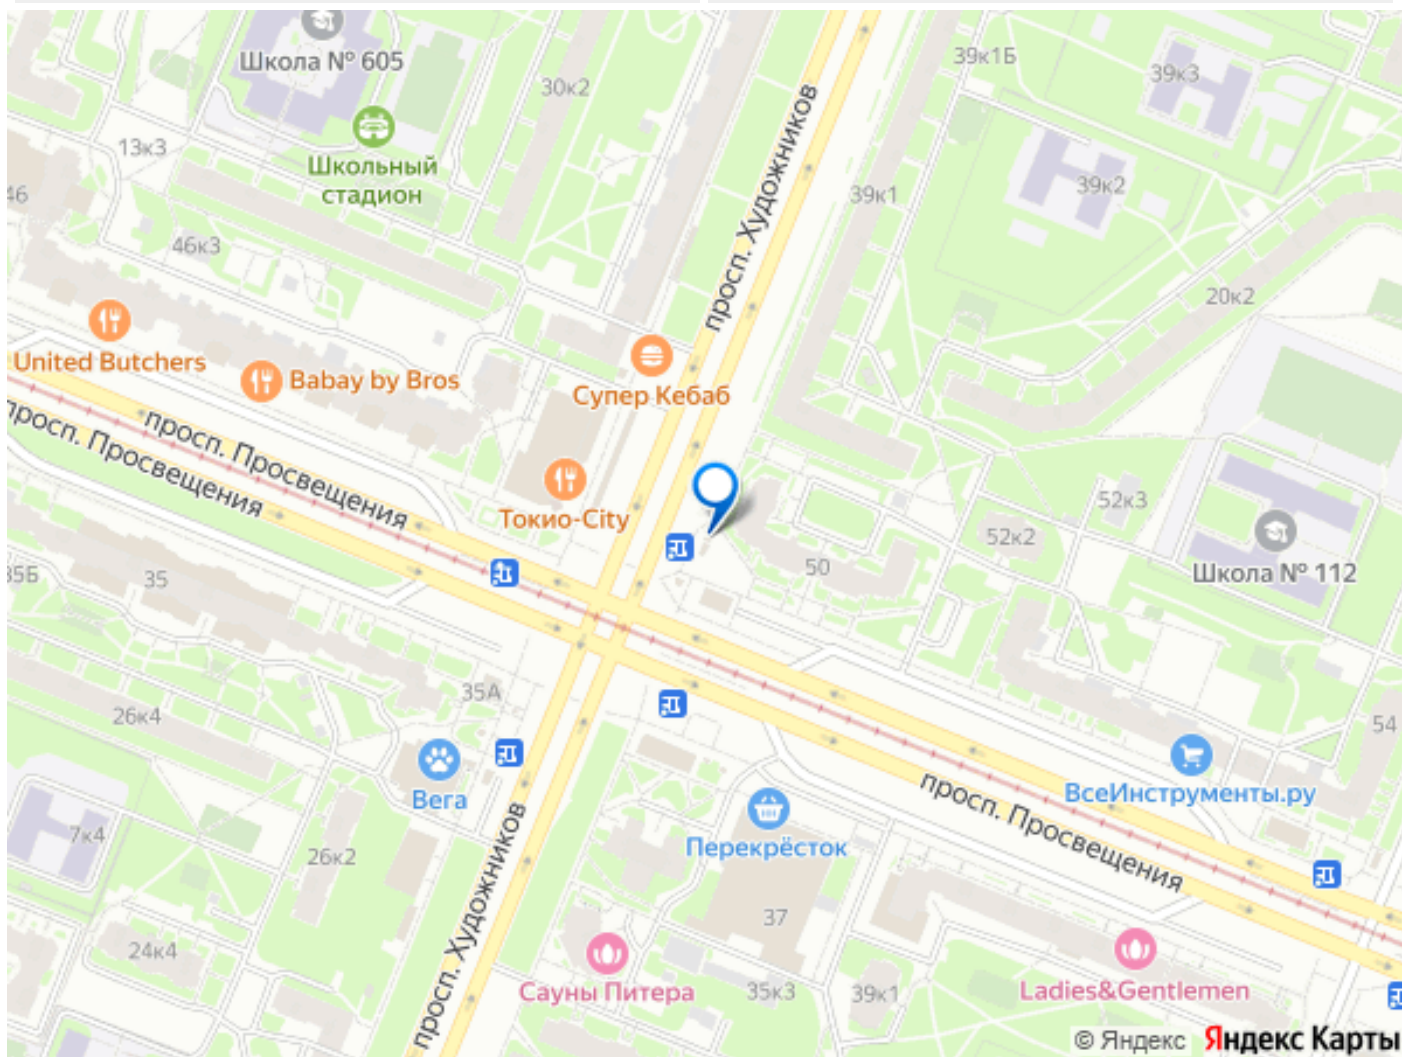 Школа № 605
30к2
39к1Б
39к3
13к3
Школьный
стадион
просп. Художников
46
39к1
39к2
46к3
20к2
United Butchers
Babay by Bros
Супер Кебаб
просп. Просвещения
просп. Просвещения
Токио-City
52к3
52к2
Школа № 112
35Б
35
50
35А
26к4
54
Вега
ВсеИнструменты.ру
просп. Просвещения
Перекрёсток
7к4
26к2
просп. Художников
37
24к4
Сауны Питера
35к3
39к1
Ladies&Gentlemen
© Яндекс Яндекс Карты